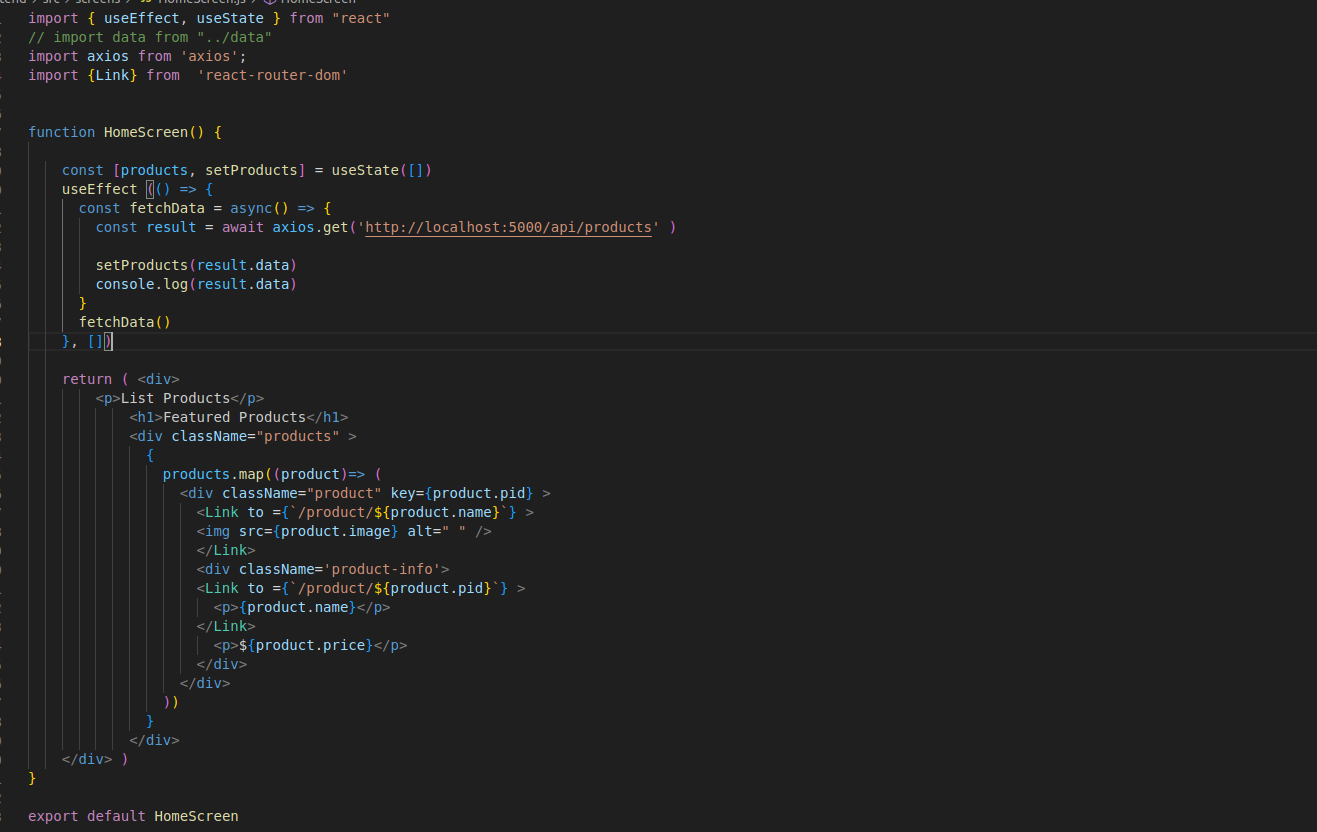 src > screens > JS HomeScreen.js > HomeScreen
import { useEffect, useState } from "react"
// import data from "../data"
import axios from 'axios';
import {Link} from  'react-router-dom'
function HomeScreen() {
const [products, setProducts] = useState([])
useEffect (() => {
const fetchData = async() => {
const result = await axios.get('http://localhost:5000/api/products' )
setProducts(result.data)
console.log(result.data)
}
fetchData()
}, [])
return ( <div>
<p>List Products</p>
<h1>Featured Products</h1>
<div className="products" >
{
products.map((product)=> (
<div className="product" key={product.pid} >
<Link to ={`/product/${product.name}`} >
<img src={product.image} alt=" " />
</Link>
<div className='product-info'>
<Link to ={`/product/${product.pid}`} >
<p>{product.name}</p>
</Link>
<p>${product.price}</p>
</div>
</div>
))
}
</div>
</div> )
}
export default HomeScreen